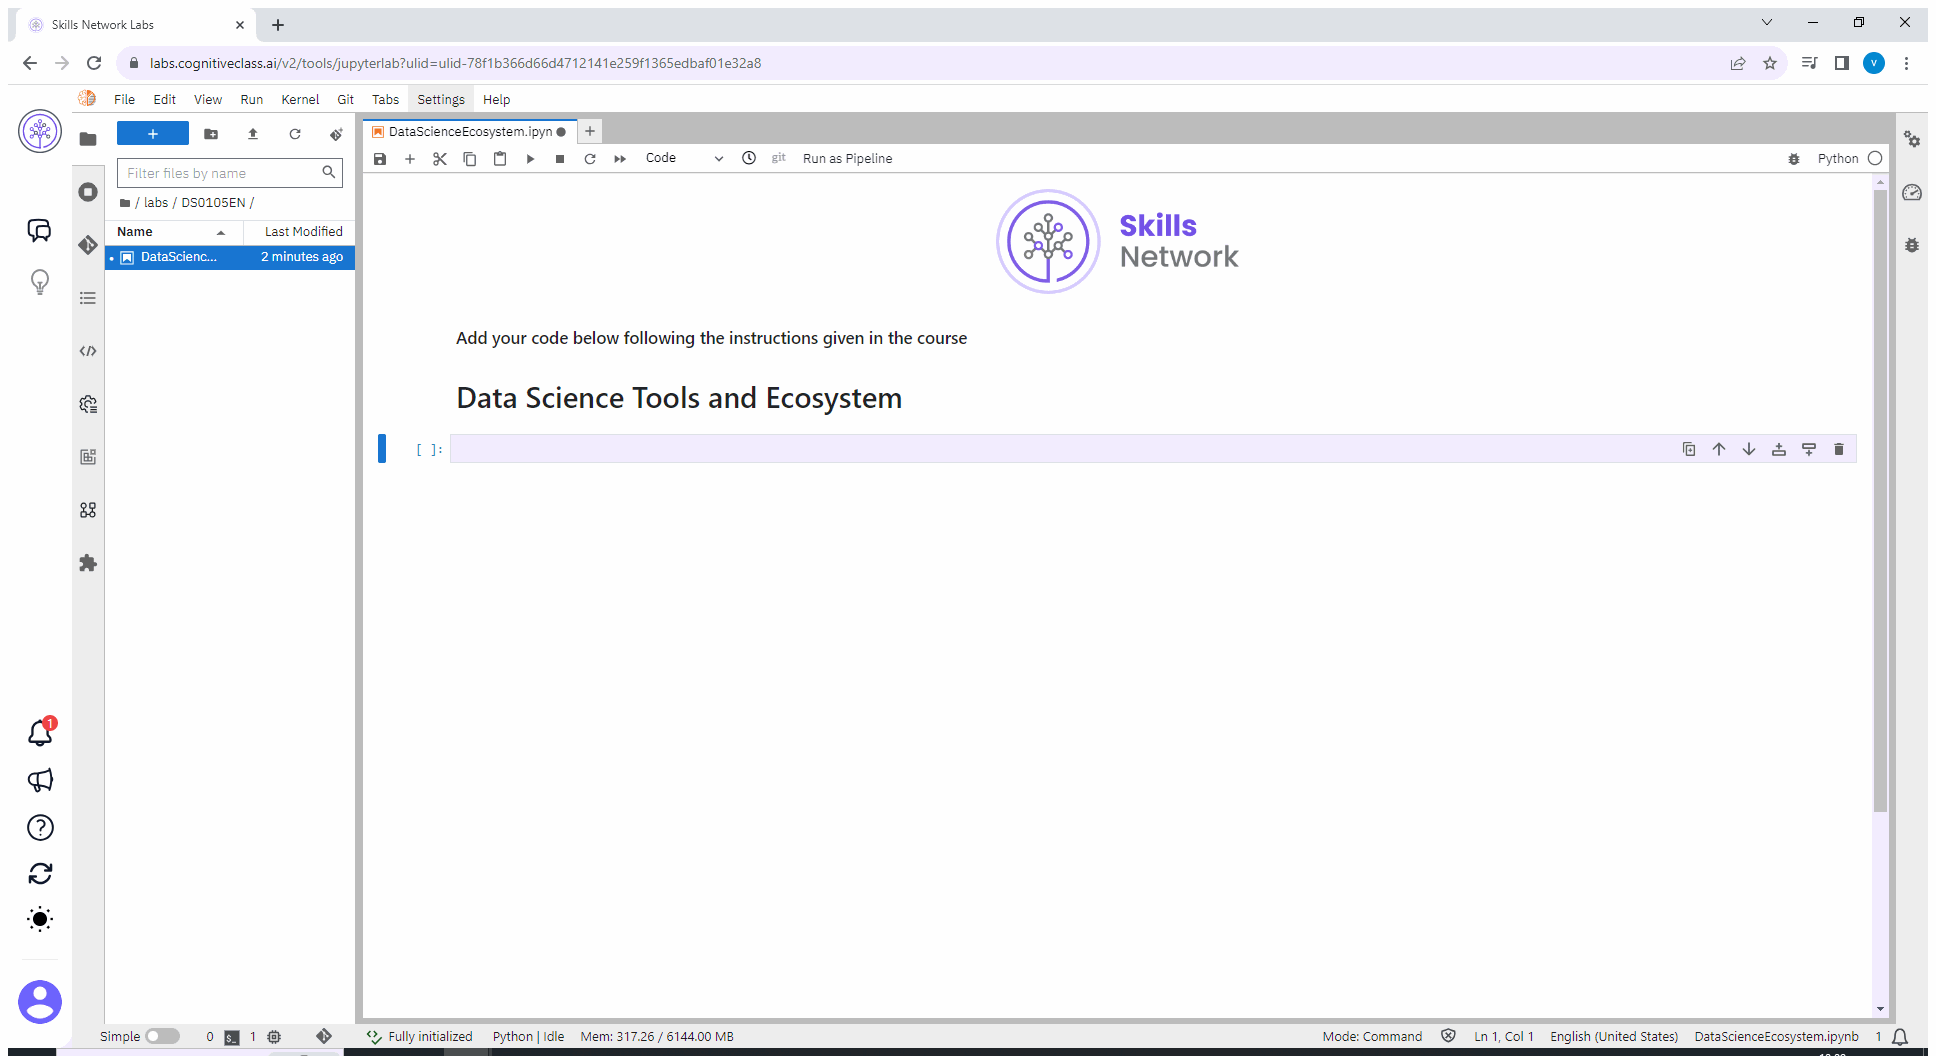 Skills Network Labs
labs.cognitiveclass.ai/v2/tools/jupyterlab?ulid=ulid-78f1b366d66d4712141e259f1365edbaf01e32a8
V
File Edit View Run Kernel Git Tabs Settings Help
DataScienceEcosystem.ipyn
Code git Run as Pipeline Python
Filter files by name
/ labs / DS0105EN /
Name Last Modified
DataScienc... 2 minutes ago
Skills
Network
Add your code below following the instructions given in the course
Data Science Tools and Ecosystem
[ ]:
1
Simple 0 $_ 1 Fully initialized Python | Idle Mem: 317.26 / 6144.00 MB Mode: Command Ln 1, Col 1 English (United States) DataScienceEcosystem.ipynb 1